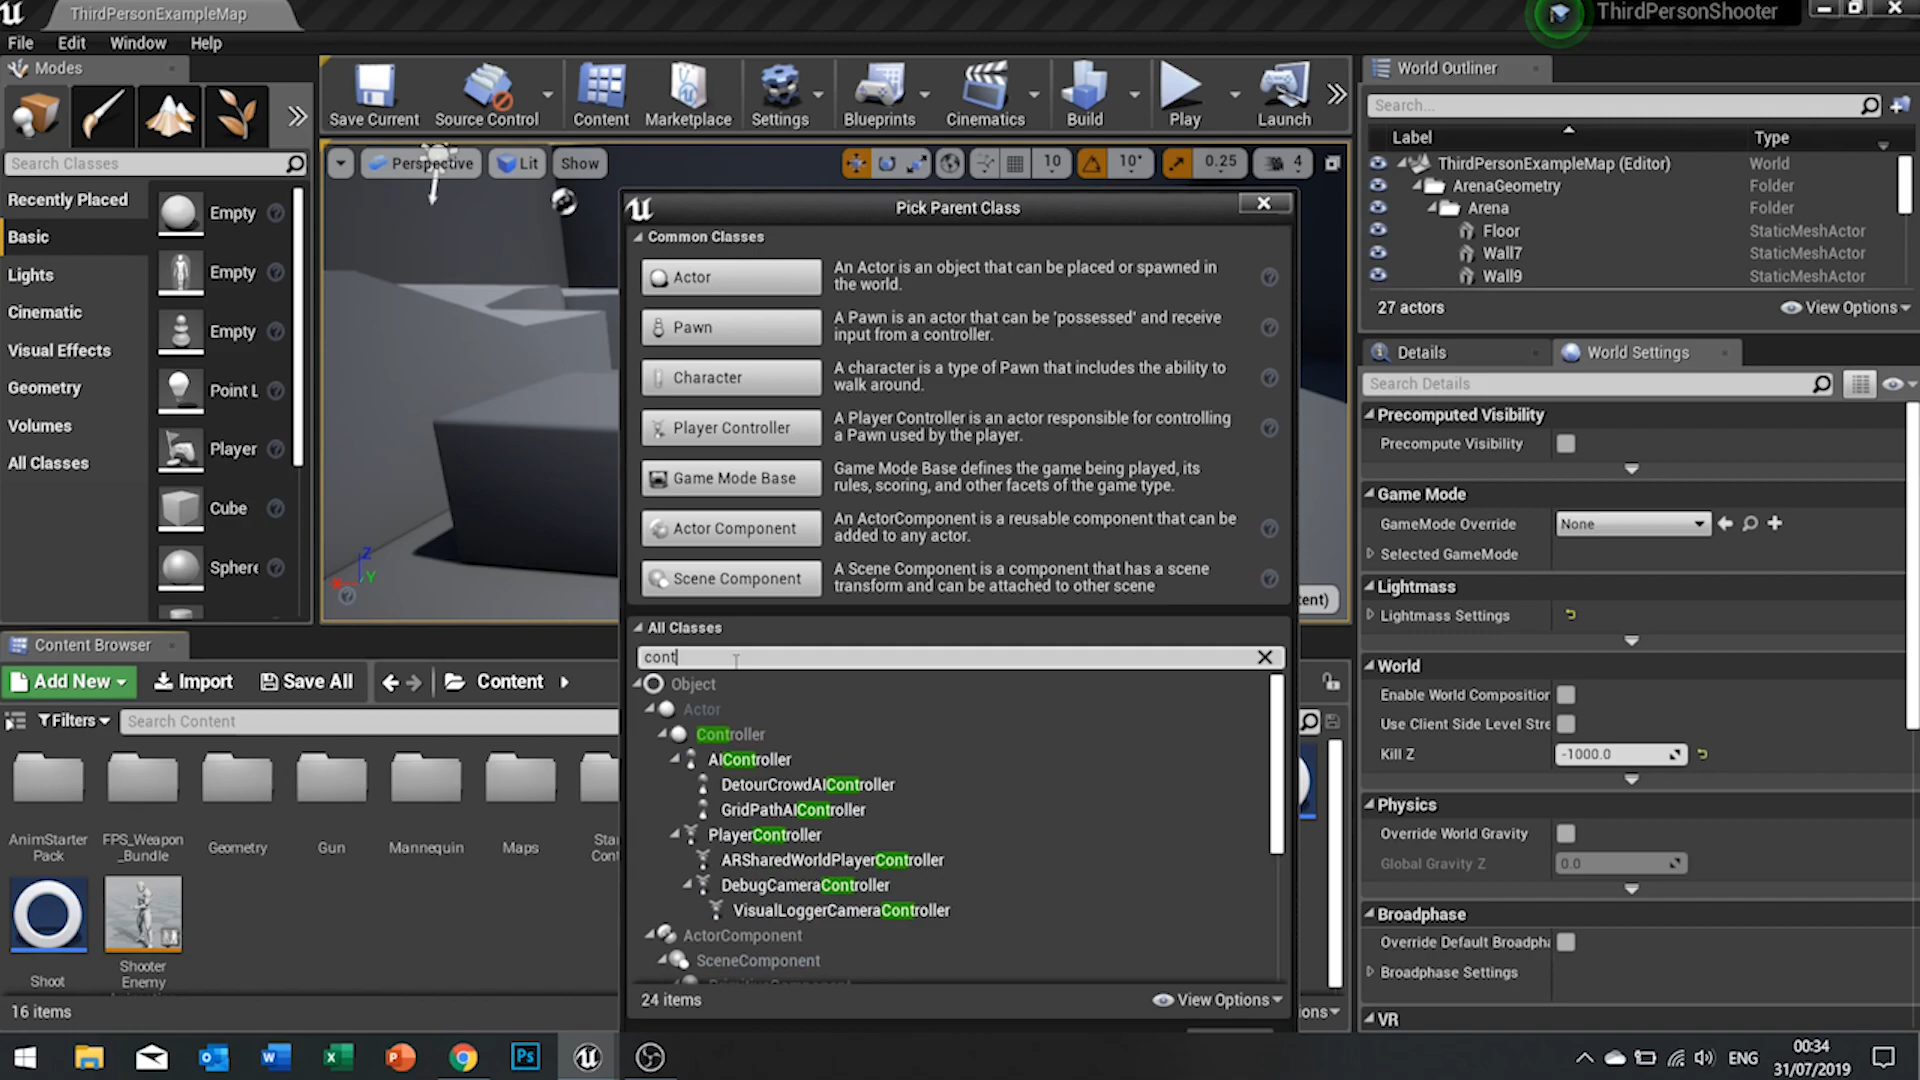 ThirdPersonExampleMap
ThirdPersonShooter
File Edit Window Help
Modes
Save Current
Source Control
Content
Marketplace
Settings
Blueprints
Cinematics
Build
Play
Launch
Search Classes
Recently Placed
Basic
Lights
Cinematic
Visual Effects
Geometry
Volumes
All Classes
Empty
Empty
Empty
Point L
Player
Cube
Sphere
Perspective
Lit
Show
10
10°
0.25
4
Z
Y
Pick Parent Class
Common Classes
Actor
An Actor is an object that can be placed or spawned in
the world.
Pawn
A Pawn is an actor that can be 'possessed' and receive
input from a controller.
Character
A character is a type of Pawn that includes the ability to
walk around.
Player Controller
A Player Controller is an actor responsible for controlling
a Pawn used by the player.
Game Mode Base
Game Mode Base defines the game being played, its
rules, scoring, and other facets of the game type.
Actor Component
An ActorComponent is a reusable component that can be
added to any actor.
Scene Component
A Scene Component is a component that has a scene
transform and can be attached to other scene
tent)
All Classes
cont
Object
Actor
Controller
AIController
DetourCrowdAIController
GridPathAIController
PlayerController
ARSharedWorldPlayerController
DebugCameraController
VisualLoggerCameraController
ActorComponent
SceneComponent
24 items
View Options
World Outliner
Search...
Label Type
ThirdPersonExampleMap (Editor) World
ArenaGeometry Folder
Arena Folder
Floor StaticMeshActor
Wall7 StaticMeshActor
Wall9 StaticMeshActor
27 actors
View Options
Details
World Settings
Search Details
Precomputed Visibility
Precompute Visibility
Game Mode
GameMode Override None
Selected GameMode
Lightmass
Lightmass Settings
World
Enable World Composition
Use Client Side Level Stre
Kill Z -1000.0
Physics
Override World Gravity
Global Gravity Z 0.0
Broadphase
Override Default Broadpha
Broadphase Settings
VR
Content Browser
Add New
Import
Save All
Content
Filters
Search Content
AnimStarter
Pack
FPS_Weapon
_Bundle
Geometry
Gun
Mannequin
Maps
Star
Cont
Shoot
Shooter
Enemy
16 items
ons
Ps
ENG
00:34
31/07/2019